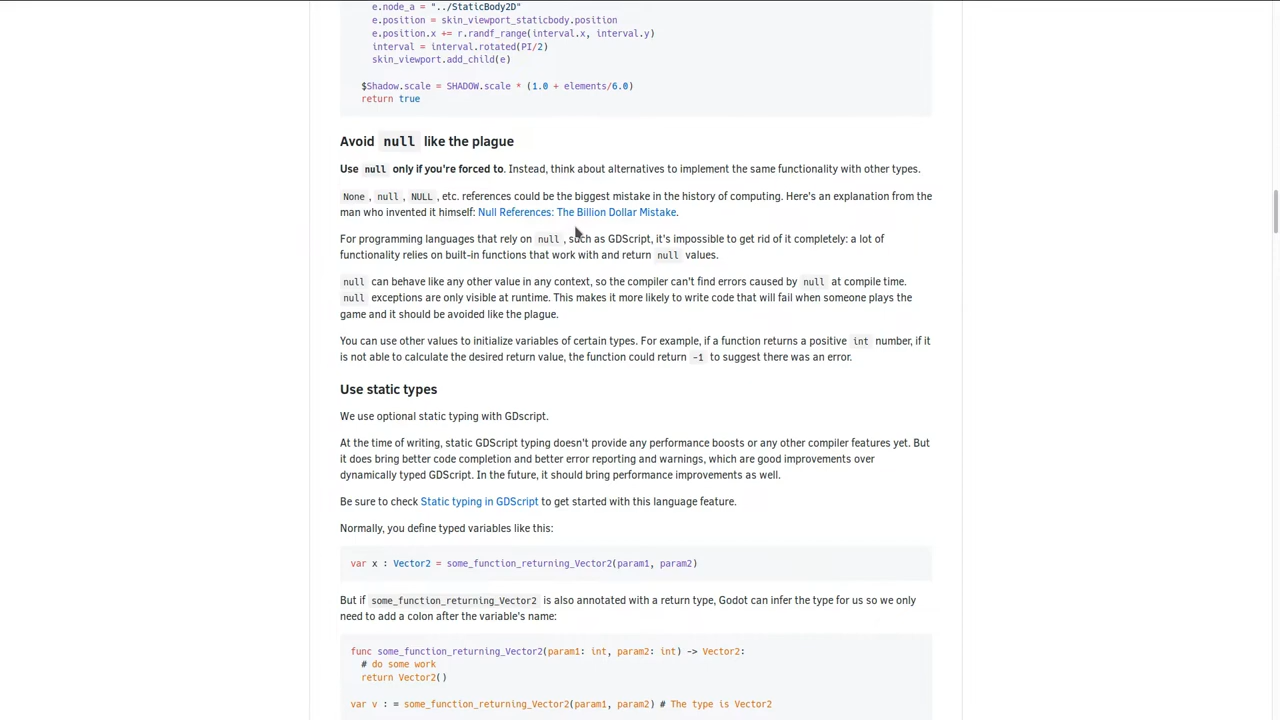 e.node_a = "../StaticBody2D"
e.position = skin_viewport_staticbody.position
e.position.x += r.randf_range(interval.x, interval.y)
interval = interval.rotated(PI/2)
skin_viewport.add_child(e)
$Shadow.scale = SHADOW.scale * (1.0 + elements/6.0)
return true
Avoid null like the plague
Use null only if you're forced to. Instead, think about alternatives to implement the same functionality with other types.
None , null , NULL , etc. references could be the biggest mistake in the history of computing. Here's an explanation from the
man who invented it himself: Null References: The Billion Dollar Mistake.
For programming languages that rely on null , such as GDScript, it's impossible to get rid of it completely: a lot of
functionality relies on built-in functions that work with and return null values.
null can behave like any other value in any context, so the compiler can't find errors caused by null at compile time.
null exceptions are only visible at runtime. This makes it more likely to write code that will fail when someone plays the
game and it should be avoided like the plague.
You can use other values to initialize variables of certain types. For example, if a function returns a positive int number, if it
is not able to calculate the desired return value, the function could return -1 to suggest there was an error.
Use static types
We use optional static typing with GDscript.
At the time of writing, static GDScript typing doesn't provide any performance boosts or any other compiler features yet. But
it does bring better code completion and better error reporting and warnings, which are good improvements over
dynamically typed GDScript. In the future, it should bring performance improvements as well.
Be sure to check Static typing in GDScript to get started with this language feature.
Normally, you define typed variables like this:
var x : Vector2 = some_function_returning_Vector2(param1, param2)
But if some_function_returning_Vector2 is also annotated with a return type, Godot can infer the type for us so we only
need to add a colon after the variable's name:
func some_function_returning_Vector2(param1: int, param2: int) -> Vector2:
# do some work
return Vector2()
var v : = some_function_returning_Vector2(param1, param2) # The type is Vector2